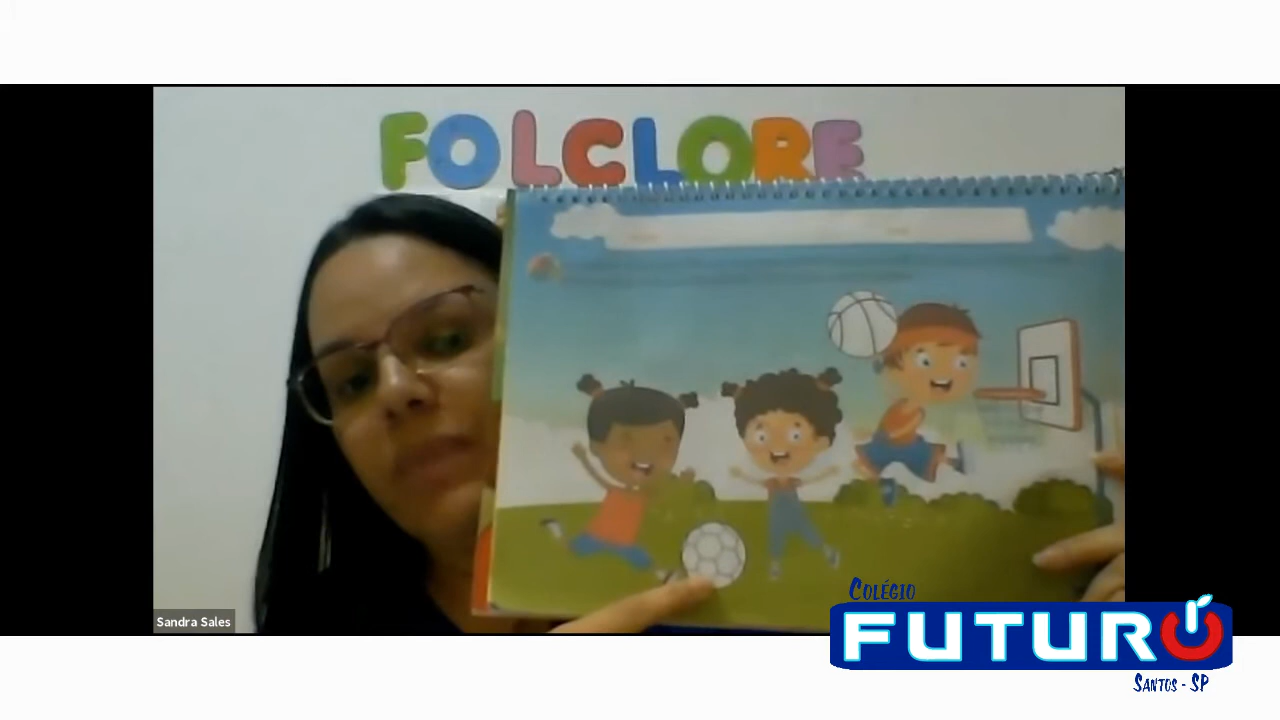 FOLCLORE
Sandra Sales
COLÉGIO
FUTURO
SANTOS - SP